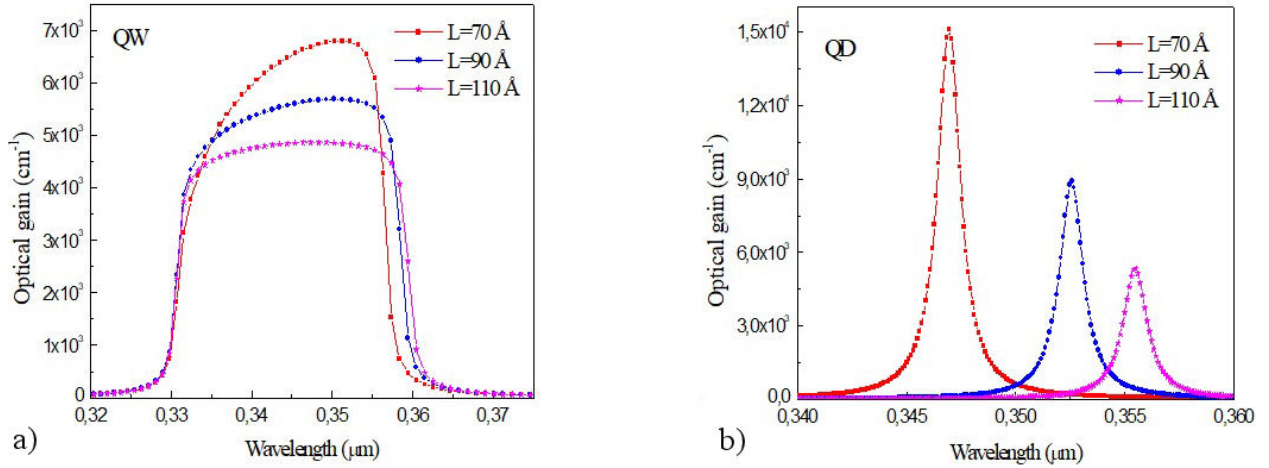 QW
L=70 Å
L=90 Å
L=110 Å
7x10³
6x10³
5x10³
4x10³
3x10³
2x10³
1x10³
0
Optical gain (cm⁻¹)
0,32 0,33 0,34 0,35 0,36 0,37
Wavelength (μm)
a)
QD
L=70 Å
L=90 Å
L=110 Å
1,5x10⁴
1,2x10⁴
9,0x10³
6,0x10³
3,0x10³
0,0
Optical gain (cm⁻¹)
0,340 0,345 0,350 0,355 0,360
Wavelength (μm)
b)